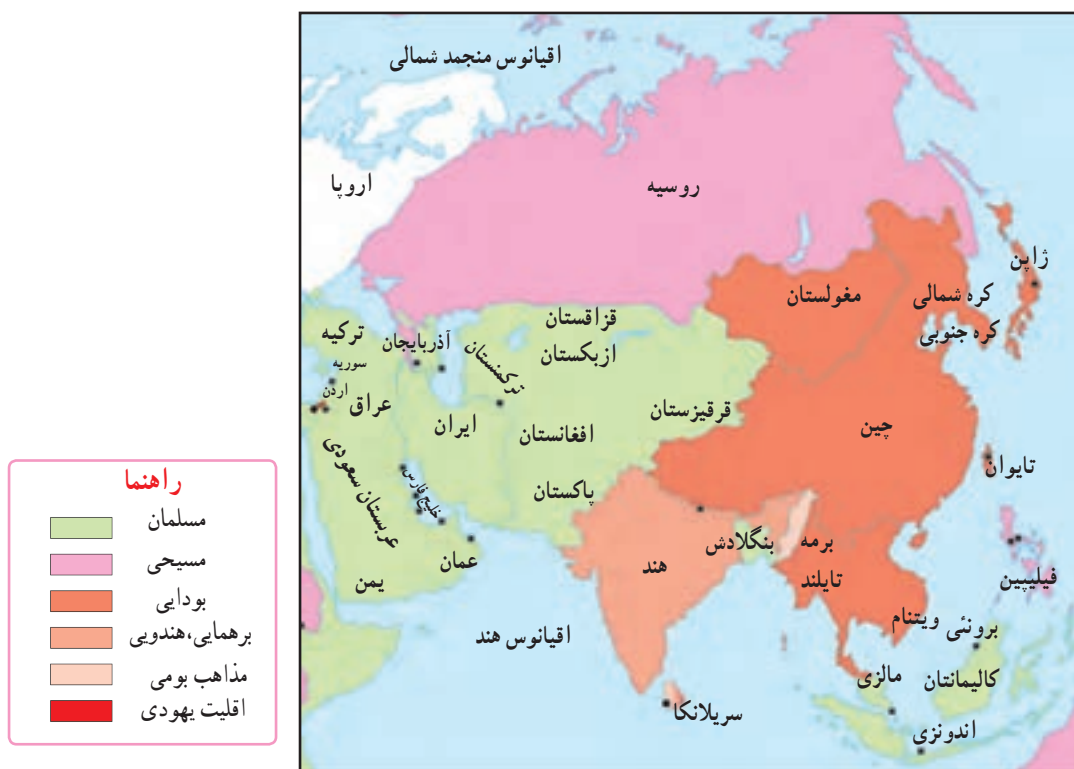 اقیانوس منجمد شمالی
اروپا
روسیه
ژاپن
مغولستان
کره شمالی
کره جنوبی
قزاقستان
ازبکستان
ترکیه
آذربایجان
سوریه
ترکمنستان
اردن
عراق
ایران
افغانستان
قرقیزستان
چین
تایوان
پاکستان
خلیج فارس
عربستان سعودی
بنگلادش
برمه
عمان
هند
تایلند
فیلیپین
یمن
اقیانوس هند
ویتنام
برونئی
مالزی
کالیمانتان
سریلانکا
اندونزی
راهنما
مسلمان
مسیحی
بودایی
برهمایی،هندویی
مذاهب بومی
اقلیت یهودی